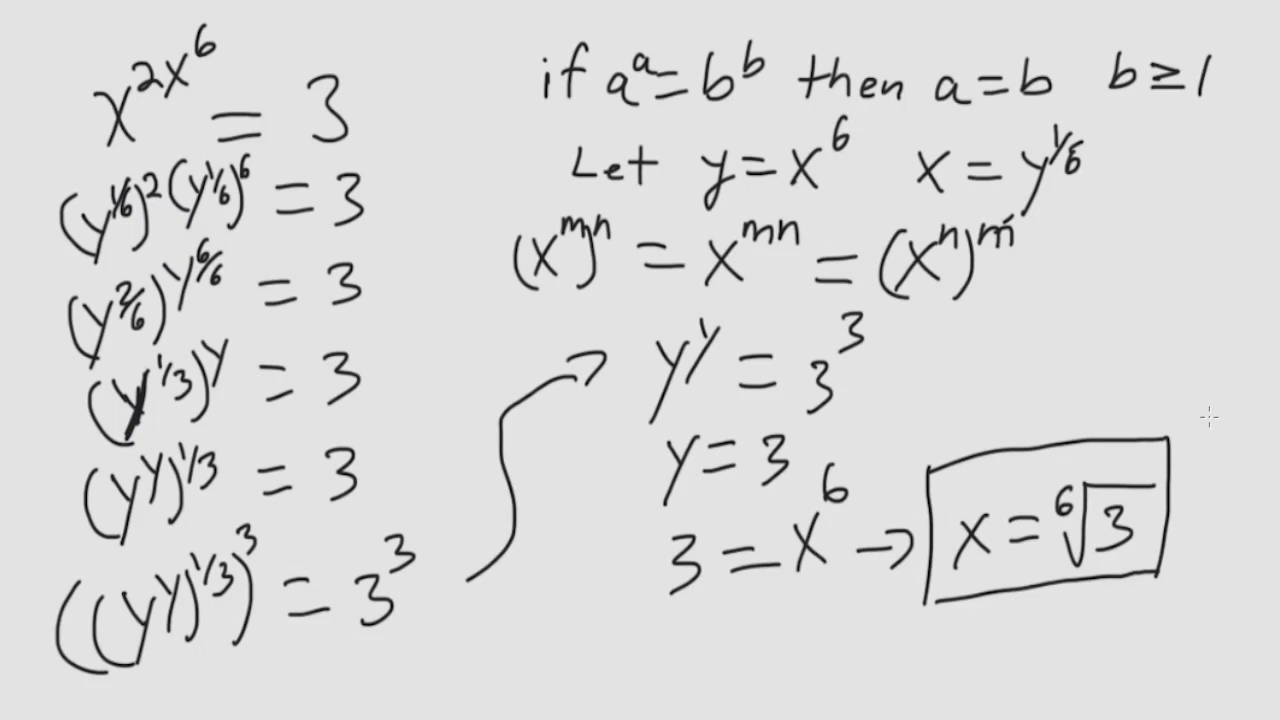 x^{2x^6} = 3
(y^{1/6})^{2(y^{1/6})^6} = 3
(y^{2/6})^{y^{6/6}} = 3
(y^{1/3})^y = 3
(y^y)^{1/3} = 3
((y^y)^{1/3})^3 = 3^3
if a^a = b^b then a = b b ≥ 1
Let y = x^6 x = y^{1/6}
(x^m)^n = x^{mn} = (x^n)^m
y^y = 3^3
y = 3
3 = x^6 → x = \sqrt[6]{3}